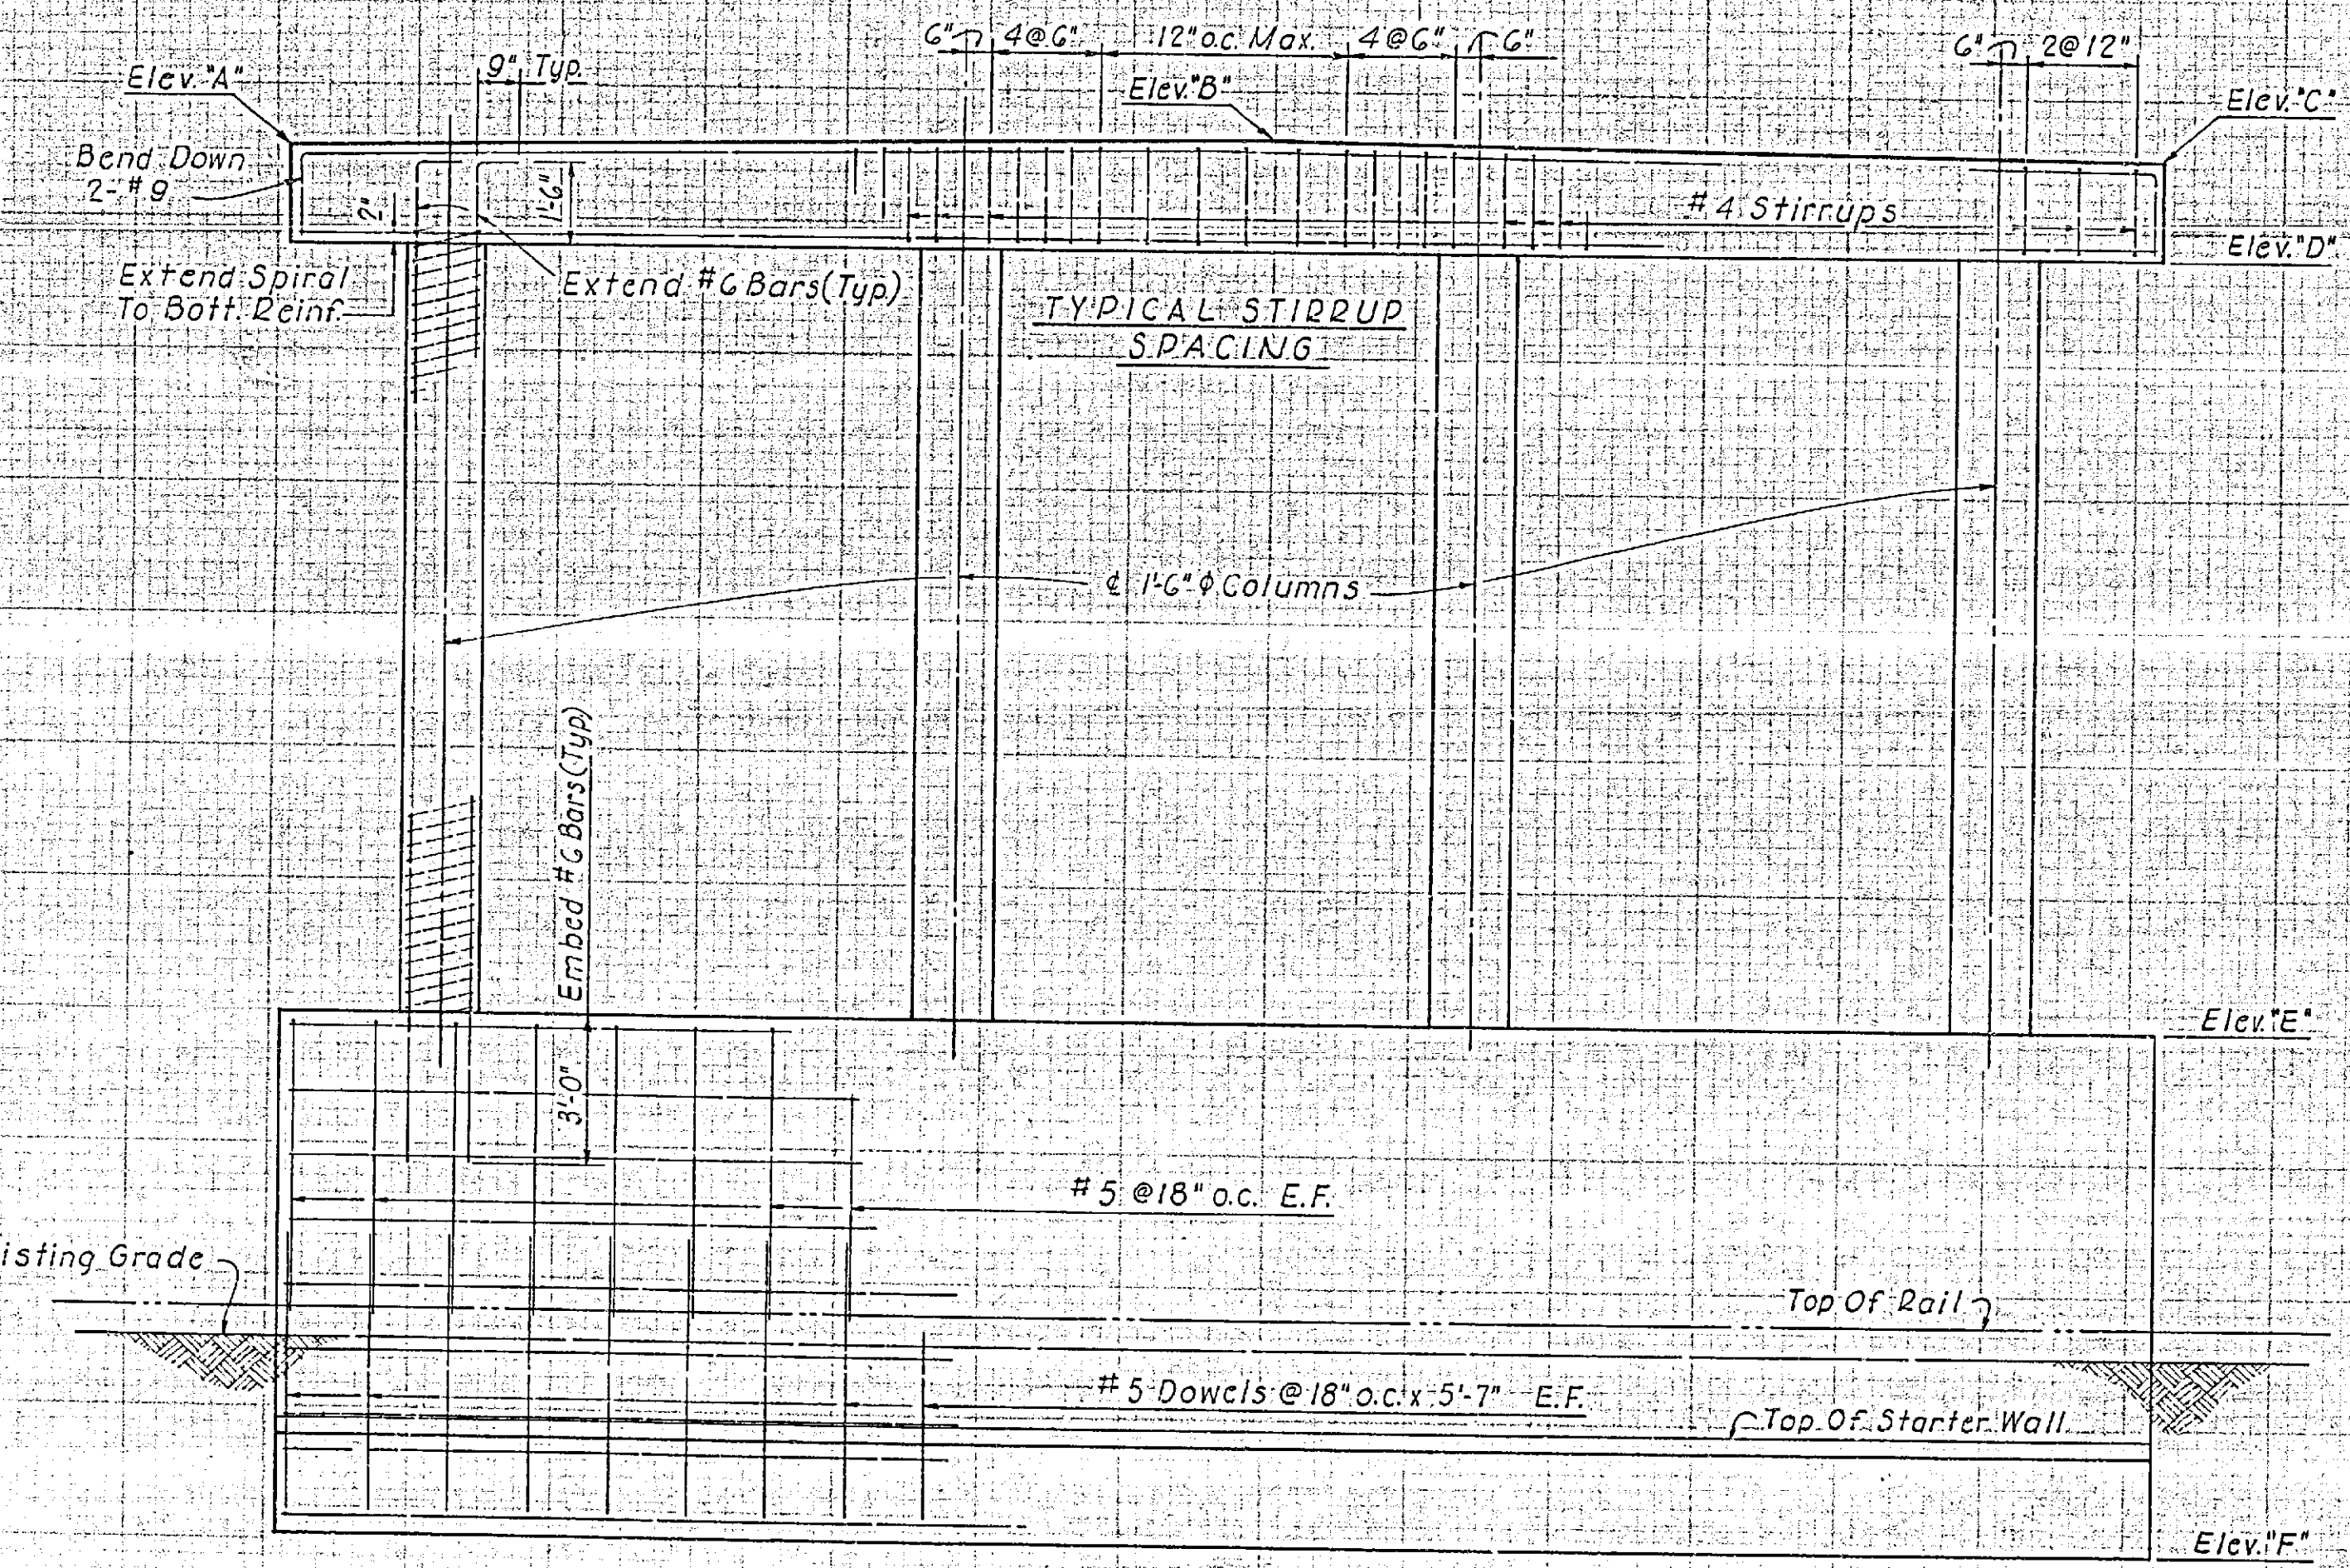 6" 4@6" 12" o.c. Max. 4@6" 6"
6" 2@12"
9" Typ.
Elev. "A"
Elev. "B"
Elev. "C"
Bend Down
2-#9
2"
1'-6"
#4 Stirrups
Elev. "D"
Extend Spiral
To Bott. Reinf.
Extend #6 Bars (Typ.)
TYPICAL STIRRUP
SPACING
℄ 1'-6" ϕ Columns
Embed #6 Bars (Typ)
3'-0"
Elev. "E"
#5 @ 18" o.c. E.F.
isting Grade
Top Of Rail
#5 Dowels @ 18" o.c. x 5'-7" E.F.
Top Of Starter Wall
Elev. "F"